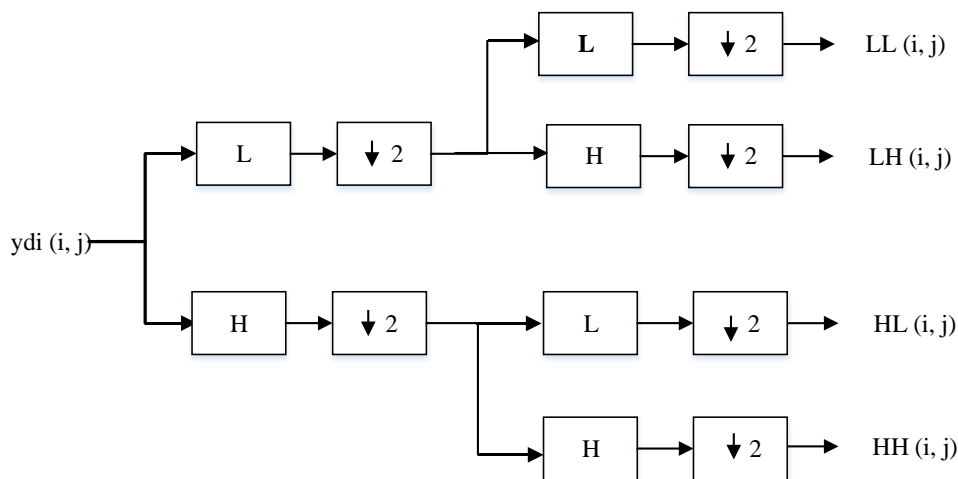 L ↓ 2 LL (i, j)
L ↓ 2 H ↓ 2 LH (i, j)
ydi (i, j)
H ↓ 2 L ↓ 2 HL (i, j)
H ↓ 2 HH (i, j)